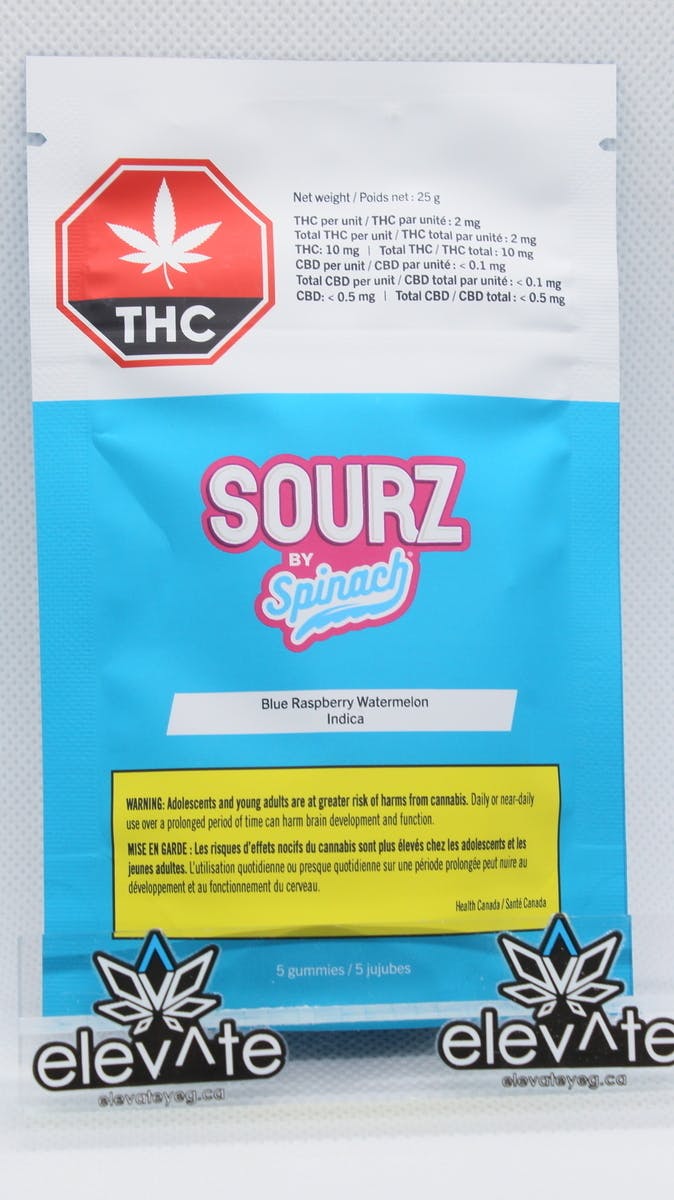 Net weight / Poids net : 25 g
THC per unit / THC par unité : 2 mg
Total THC per unit / THC total par unité : 2 mg
THC: 10 mg | Total THC / THC total : 10 mg
CBD per unit / CBD par unité : < 0.1 mg
Total CBD per unit / CBD total par unité : < 0.1 mg
CBD: < 0.5 mg | Total CBD / CBD total : < 0.5 mg
THC
SOURZ
BY
Spinach®
Blue Raspberry Watermelon
Indica
WARNING: Adolescents and young adults are at greater risk of harms from cannabis. Daily or near-daily
use over a prolonged period of time can harm brain development and function.
MISE EN GARDE : Les risques d'effets nocifs du cannabis sont plus élevés chez les adolescents et les
jeunes adultes. L'utilisation quotidienne ou presque quotidienne sur une période prolongée peut nuire au
développement et au fonctionnement du cerveau.
Health Canada / Santé Canada
5 gummies / 5 jujubes
elevʌte
elevateyeg.ca
elevʌte
elevateyeg.ca